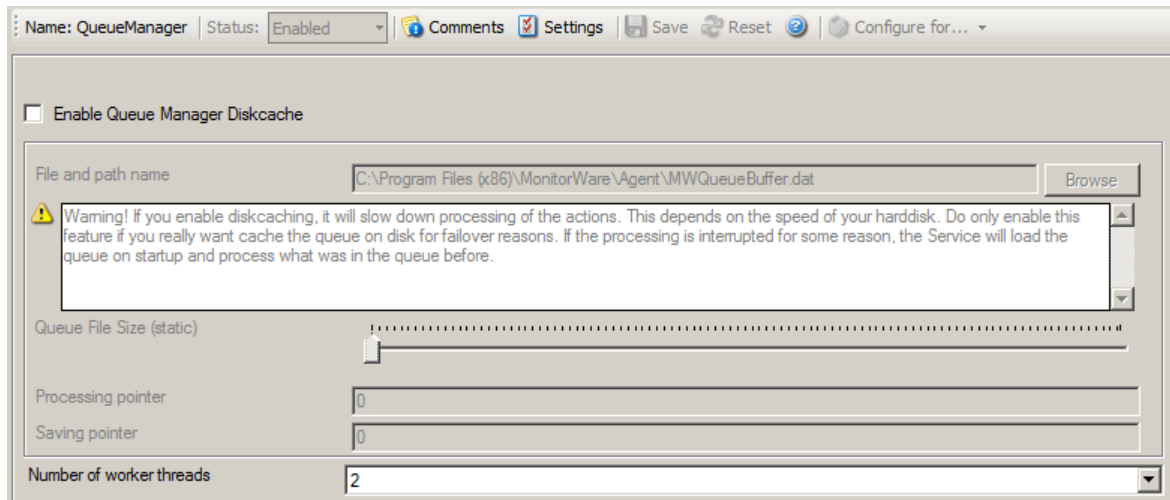 Name: QueueManager Status: Enabled Comments Settings Save Reset Configure for...
Enable Queue Manager Diskcache
File and path name C:\Program Files (x86)\MonitorWare\Agent\MWQueueBuffer.dat Browse
Warning! If you enable diskcaching, it will slow down processing of the actions. This depends on the speed of your harddisk. Do only enable this
feature if you really want cache the queue on disk for failover reasons. If the processing is interrupted for some reason, the Service will load the
queue on startup and process what was in the queue before.
Queue File Size (static)
Processing pointer 0
Saving pointer 0
Number of worker threads 2